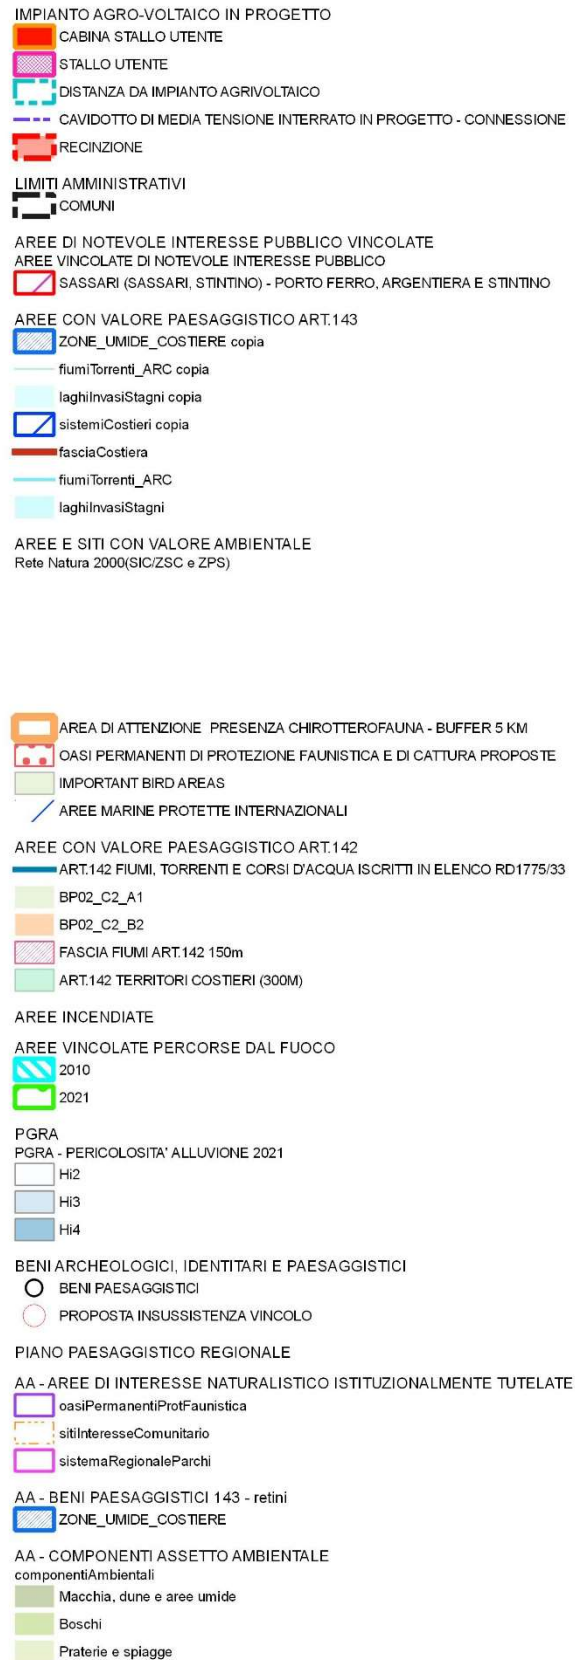 IMPIANTO AGRO-VOLTAICO IN PROGETTO
CABINA STALLO UTENTE
STALLO UTENTE
DISTANZA DA IMPIANTO AGRIVOLTAICO
CAVIDOTTO DI MEDIA TENSIONE INTERRATO IN PROGETTO - CONNESSIONE
RECINZIONE
LIMITI AMMINISTRATIVI
COMUNI
AREE DI NOTEVOLE INTERESSE PUBBLICO VINCOLATE
AREE VINCOLATE DI NOTEVOLE INTERESSE PUBBLICO
SASSARI (SASSARI, STINTINO) - PORTO FERRO, ARGENTIERA E STINTINO
AREE CON VALORE PAESAGGISTICO ART.143
ZONE_UMIDE_COSTIERE copia
fiumiTorrenti_ARC copia
laghiInvasiStagni copia
sistemiCostieri copia
fasciaCostiera
fiumiTorrenti_ARC
laghiInvasiStagni
AREE E SITI CON VALORE AMBIENTALE
Rete Natura 2000(SIC/ZSC e ZPS)
AREA DI ATTENZIONE PRESENZA CHIROTTEROFAUNA - BUFFER 5 KM
OASI PERMANENTI DI PROTEZIONE FAUNISTICA E DI CATTURA PROPOSTE
IMPORTANT BIRD AREAS
AREE MARINE PROTETTE INTERNAZIONALI
AREE CON VALORE PAESAGGISTICO ART.142
ART.142 FIUMI, TORRENTI E CORSI D'ACQUA ISCRITTI IN ELENCO RD1775/33
BP02_C2_A1
BP02_C2_B2
FASCIA FIUMI ART.142 150m
ART.142 TERRITORI COSTIERI (300M)
AREE INCENDIATE
AREE VINCOLATE PERCORSE DAL FUOCO
2010
2021
PGRA
PGRA - PERICOLOSITA' ALLUVIONE 2021
Hi2
Hi3
Hi4
BENI ARCHEOLOGICI, IDENTITARI E PAESAGGISTICI
BENI PAESAGGISTICI
PROPOSTA INSUSSISTENZA VINCOLO
PIANO PAESAGGISTICO REGIONALE
AA - AREE DI INTERESSE NATURALISTICO ISTITUZIONALMENTE TUTELATE
oasiPermanentiProtFaunistica
sitiInteresseComunitario
sistemaRegionaleParchi
AA - BENI PAESAGGISTICI 143 - retini
ZONE_UMIDE_COSTIERE
AA - COMPONENTI ASSETTO AMBIENTALE
componentiAmbientali
Macchia, dune e aree umide
Boschi
Praterie e spiagge